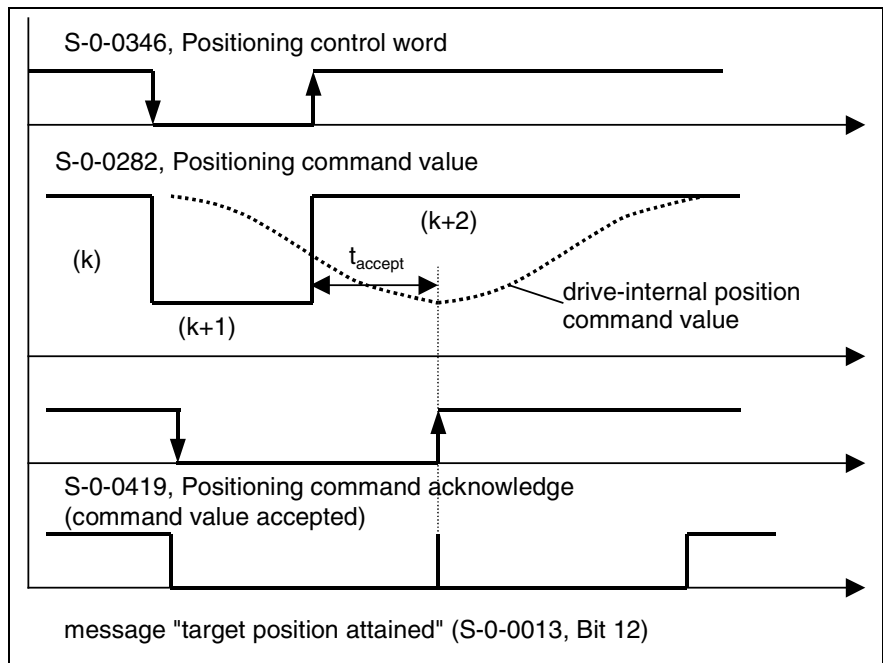 S-0-0346, Positioning control word
S-0-0282, Positioning command value
(k)
(k+1)
(k+2)
taccept
drive-internal position
command value
S-0-0419, Positioning command acknowledge
(command value accepted)
message "target position attained" (S-0-0013, Bit 12)